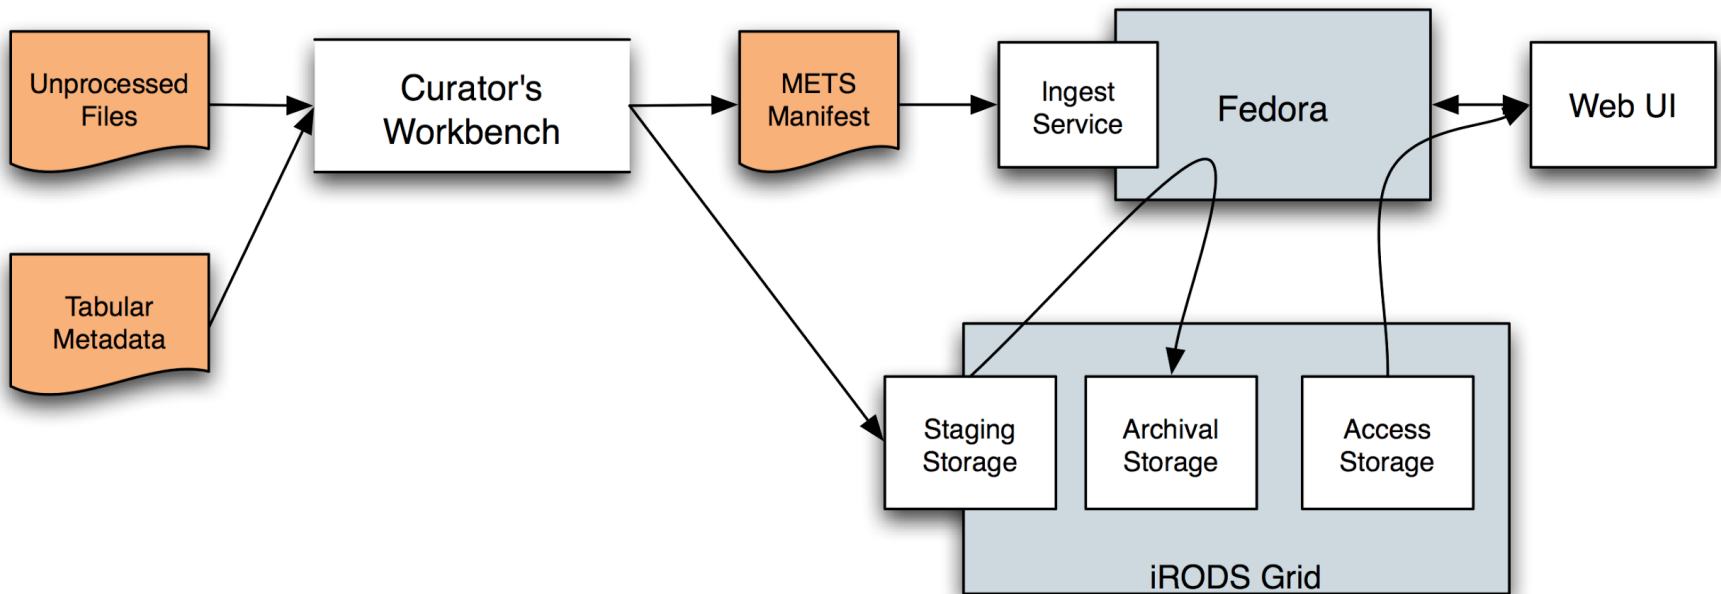 Unprocessed
Files
Curator's
Workbench
METS
Manifest
Ingest
Service
Fedora
Web UI
Tabular
Metadata
Staging
Storage
Archival
Storage
Access
Storage
iRODS Grid